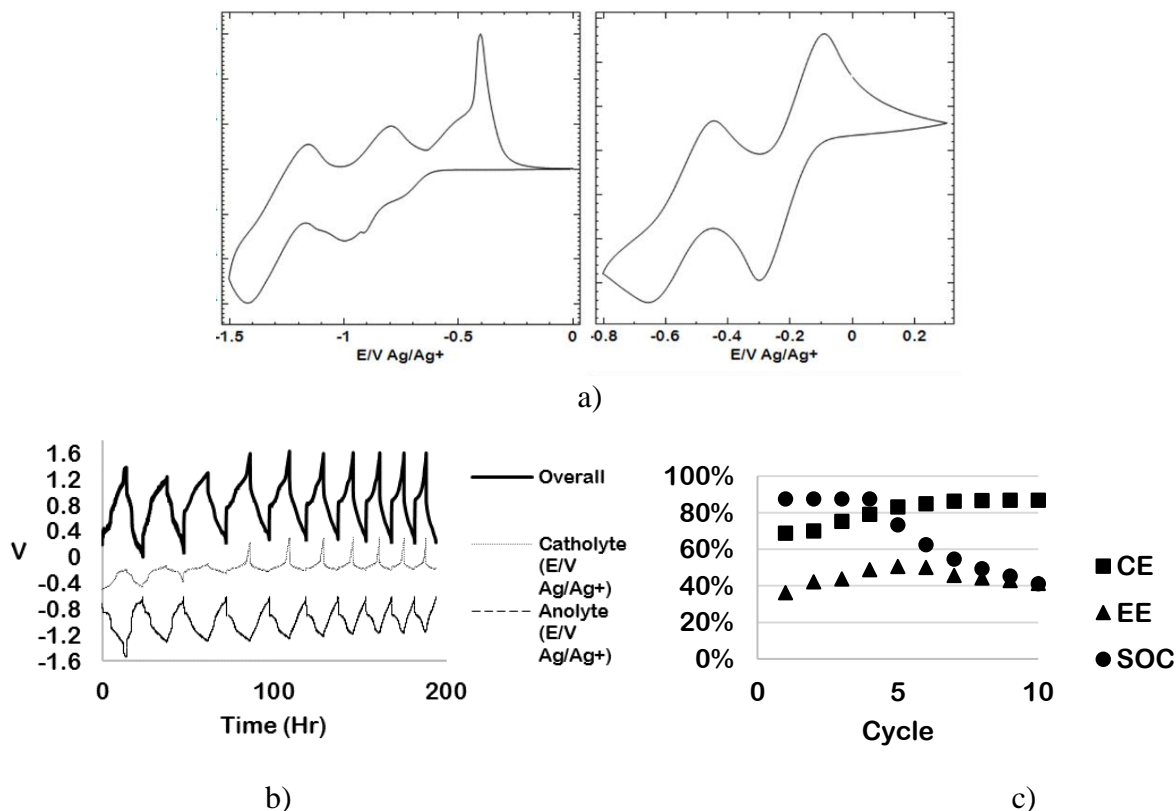 -1.5 -1 -0.5 0
E/V Ag/Ag+
-0.8 -0.6 -0.4 -0.2 0 0.2
E/V Ag/Ag+
a)
1.6
1.2
0.8
0.4
0
-0.4
-0.8
-1.2
-1.6
V
0 100 200
Time (Hr)
Overall
Catholyte
(E/V
Ag/Ag+)
Anolyte
(E/V
Ag/Ag+)
b)
100%
80%
60%
40%
20%
0%
0 5 10
Cycle
CE
EE
SOC
c)